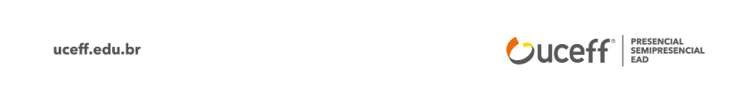 uceff.edu.br
uceff®
PRESENCIAL
SEMIPRESENCIAL
EAD